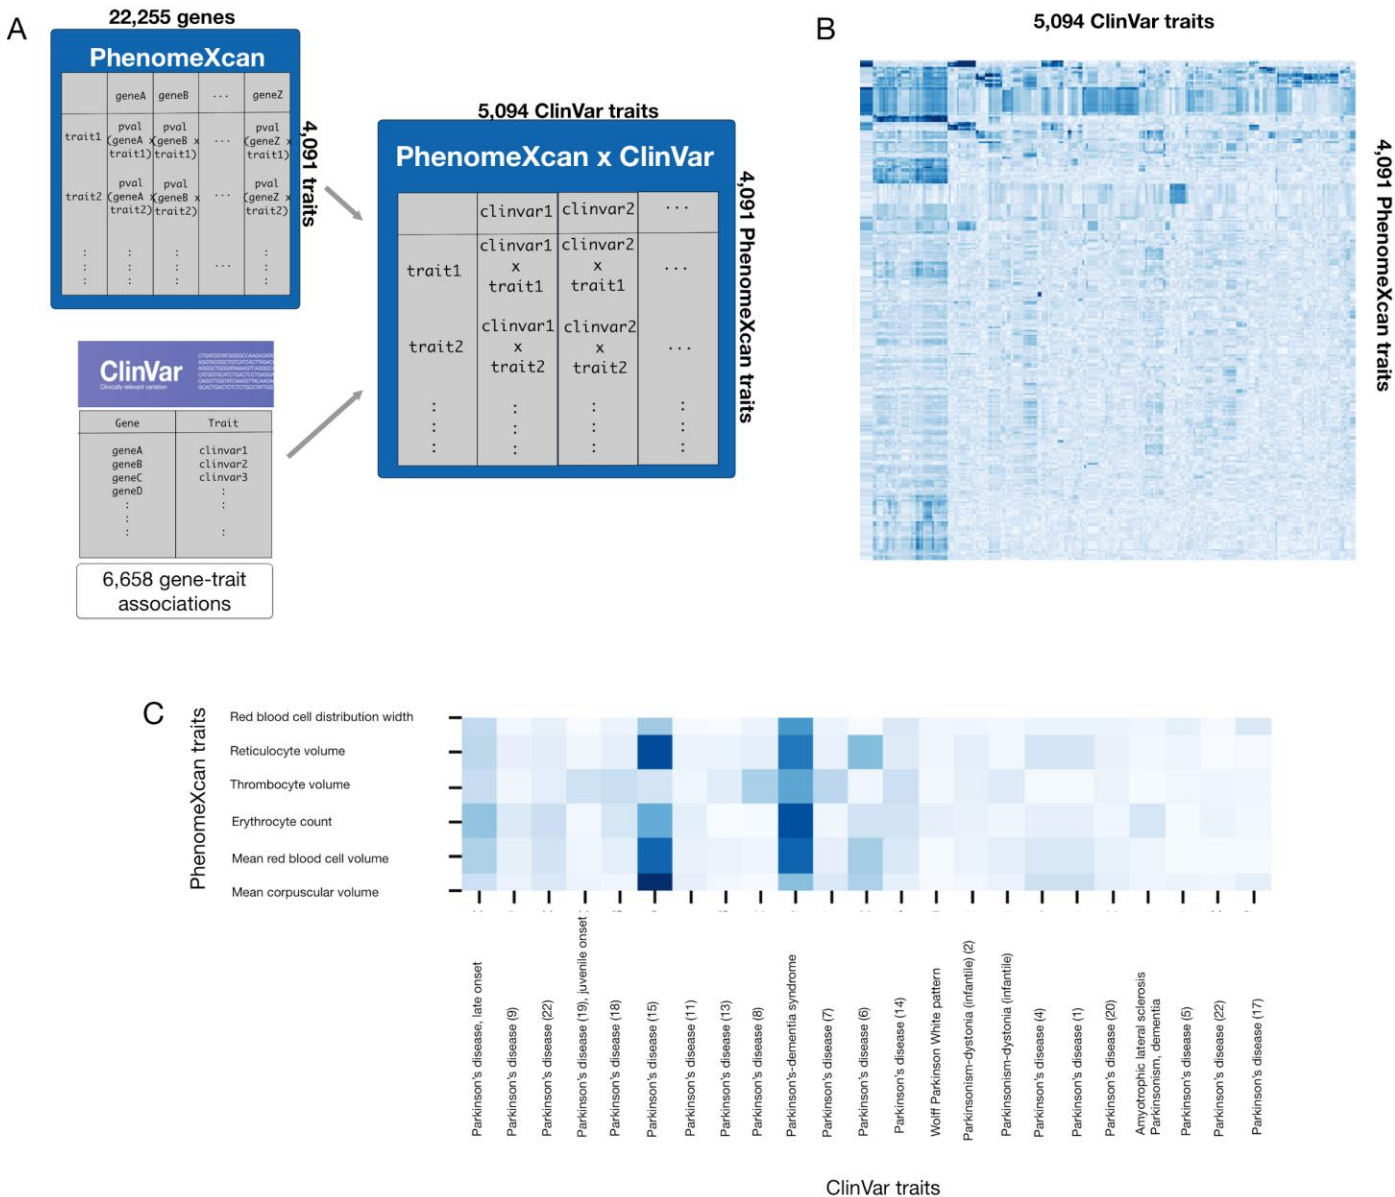 A
22,255 genes
PhenomeXcan
geneA geneB ... geneZ
trait1 pval (geneA x trait1) pval (geneB x trait1) ... pval (geneZ x trait1)
trait2 pval (geneA x trait2) pval (geneB x trait2) ... pval (geneZ x trait2)
4,091 traits
ClinVar
Clinically relevant variation
Gene Trait
geneA clinvar1
geneB clinvar2
geneC clinvar3
geneD
6,658 gene-trait
associations
5,094 ClinVar traits
PhenomeXcan x ClinVar
clinvar1 clinvar2 ...
trait1 clinvar1 x trait1 clinvar2 x trait1 ...
trait2 clinvar1 x trait2 clinvar2 x trait2 ...
4,091 PhenomeXcan traits
B
5,094 ClinVar traits
4,091 PhenomeXcan traits
C
PhenomeXcan traits
Red blood cell distribution width
Reticulocyte volume
Thrombocyte volume
Erythrocyte count
Mean red blood cell volume
Mean corpuscular volume
Parkinson's disease, late onset
Parkinson's disease (9)
Parkinson's disease (22)
Parkinson's disease (19), juvenile onset
Parkinson's disease (18)
Parkinson's disease (15)
Parkinson's disease (11)
Parkinson's disease (13)
Parkinson's disease (8)
Parkinson's-dementia syndrome
Parkinson's disease (7)
Parkinson's disease (6)
Parkinson's disease (14)
Wolff Parkinson White pattern
Parkinsonism-dystonia (infantile) (2)
Parkinsonism-dystonia (infantile)
Parkinson's disease (4)
Parkinson's disease (1)
Parkinson's disease (20)
Amyotrophic lateral sclerosis
Parkinsonism, dementia
Parkinson's disease (5)
Parkinson's disease (22)
Parkinson's disease (17)
ClinVar traits